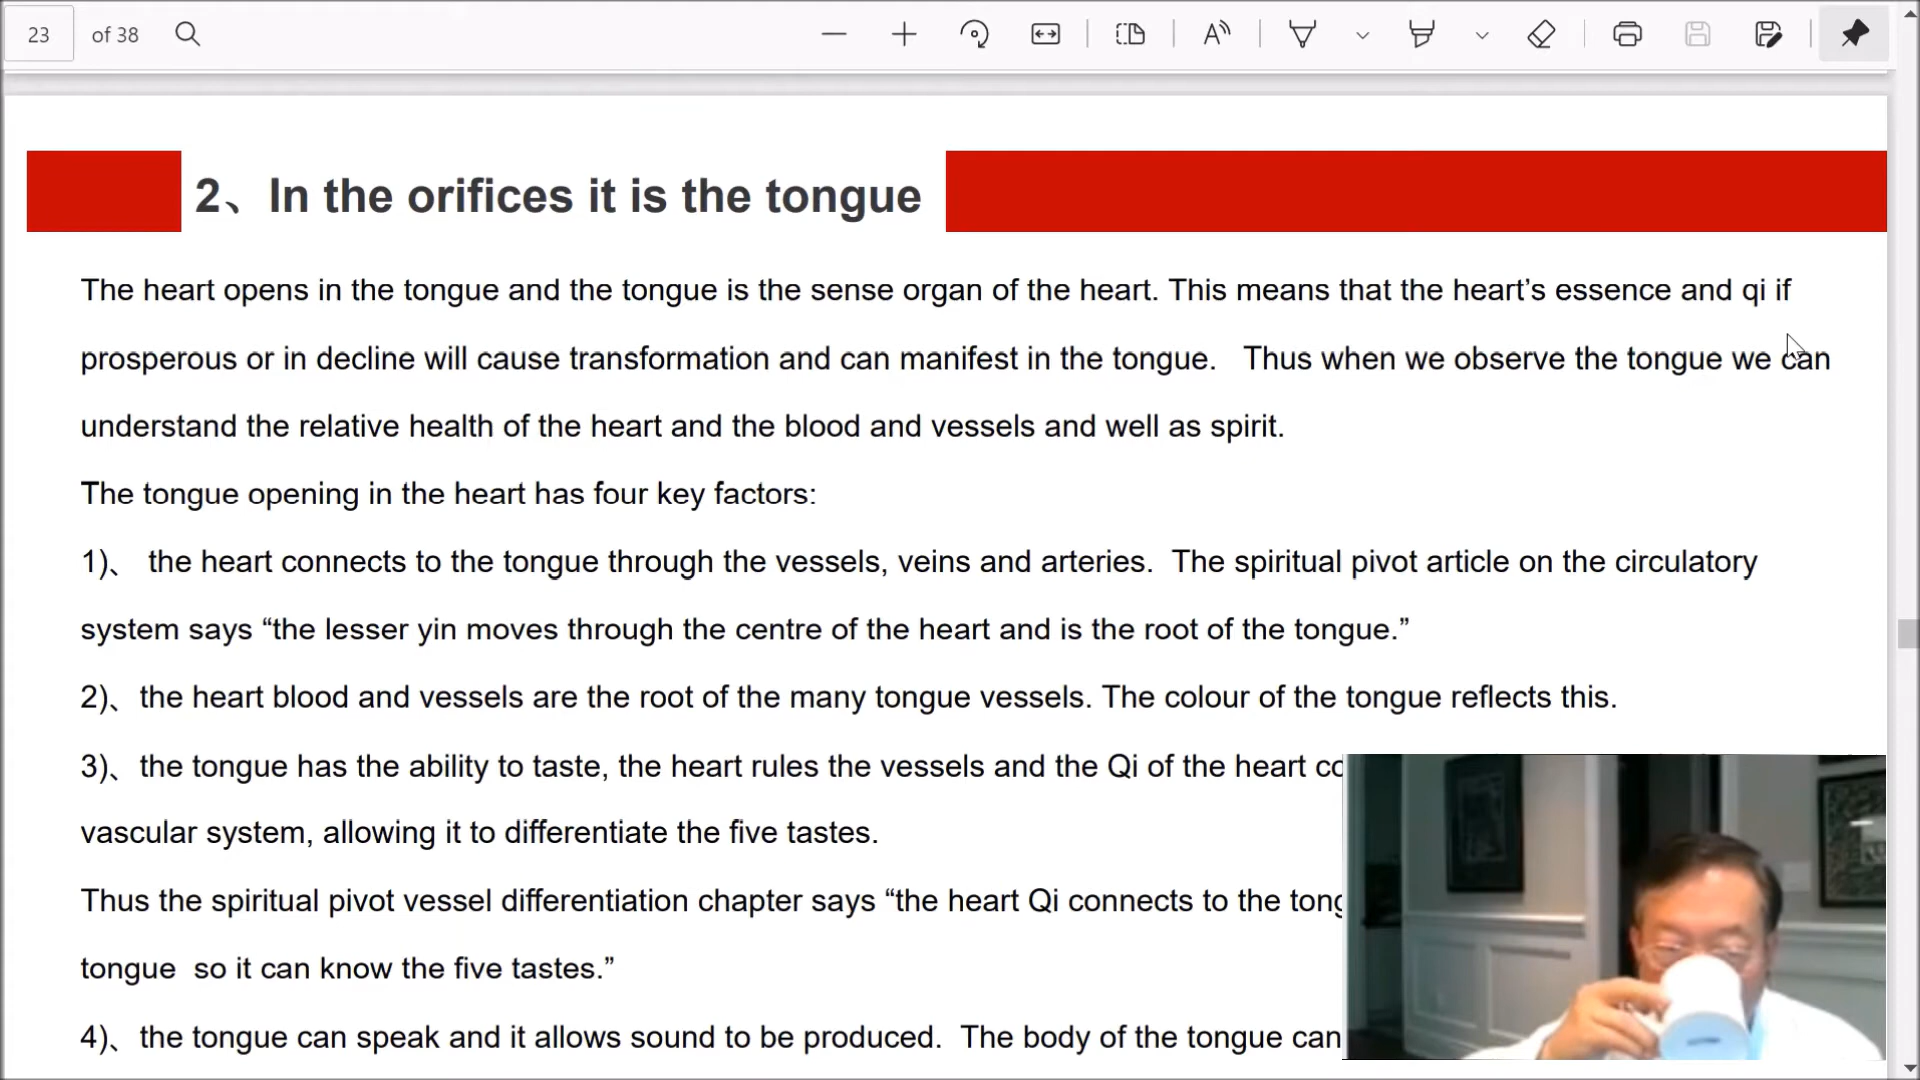 23 of 38
2、In the orifices it is the tongue
The heart opens in the tongue and the tongue is the sense organ of the heart. This means that the heart’s essence and qi if
prosperous or in decline will cause transformation and can manifest in the tongue. Thus when we observe the tongue we can
understand the relative health of the heart and the blood and vessels and well as spirit.
The tongue opening in the heart has four key factors:
1)、 the heart connects to the tongue through the vessels, veins and arteries. The spiritual pivot article on the circulatory
system says “the lesser yin moves through the centre of the heart and is the root of the tongue.”
2)、the heart blood and vessels are the root of the many tongue vessels. The colour of the tongue reflects this.
3)、the tongue has the ability to taste, the heart rules the vessels and the Qi of the heart
vascular system, allowing it to differentiate the five tastes.
Thus the spiritual pivot vessel differentiation chapter says “the heart Qi connects to the
tongue so it can know the five tastes.”
4)、the tongue can speak and it allows sound to be produced. The body of the tongue can